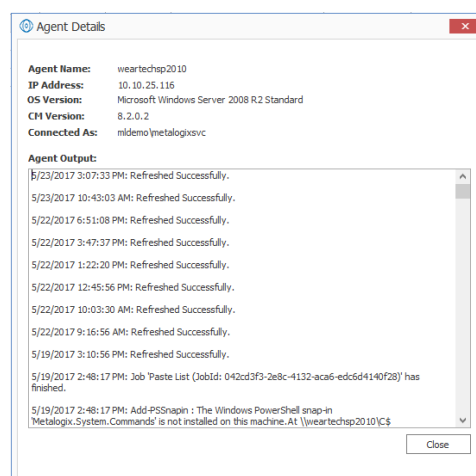 Agent Details
Agent Name: weartechsp2010
IP Address: 10.10.25.116
OS Version: Microsoft Windows Server 2008 R2 Standard
CM Version: 8.2.0.2
Connected As: mldemo\metalogixsvc
Agent Output:
5/23/2017 3:07:33 PM: Refreshed Successfully.
5/23/2017 10:43:03 AM: Refreshed Successfully.
5/22/2017 6:51:08 PM: Refreshed Successfully.
5/22/2017 3:47:37 PM: Refreshed Successfully.
5/22/2017 1:22:20 PM: Refreshed Successfully.
5/22/2017 12:45:56 PM: Refreshed Successfully.
5/22/2017 10:03:30 AM: Refreshed Successfully.
5/22/2017 9:16:56 AM: Refreshed Successfully.
5/19/2017 3:10:56 PM: Refreshed Successfully.
5/19/2017 2:48:17 PM: Job 'Paste List (JobId: 042cd3f3-2e8c-4132-aca6-edc6d4140f28)' has
finished.
5/19/2017 2:48:17 PM: Add-PSSnapin : The Windows PowerShell snap-in
'Metalogix.System.Commands' is not installed on this machine.At \\weartechsp2010\C$
Close